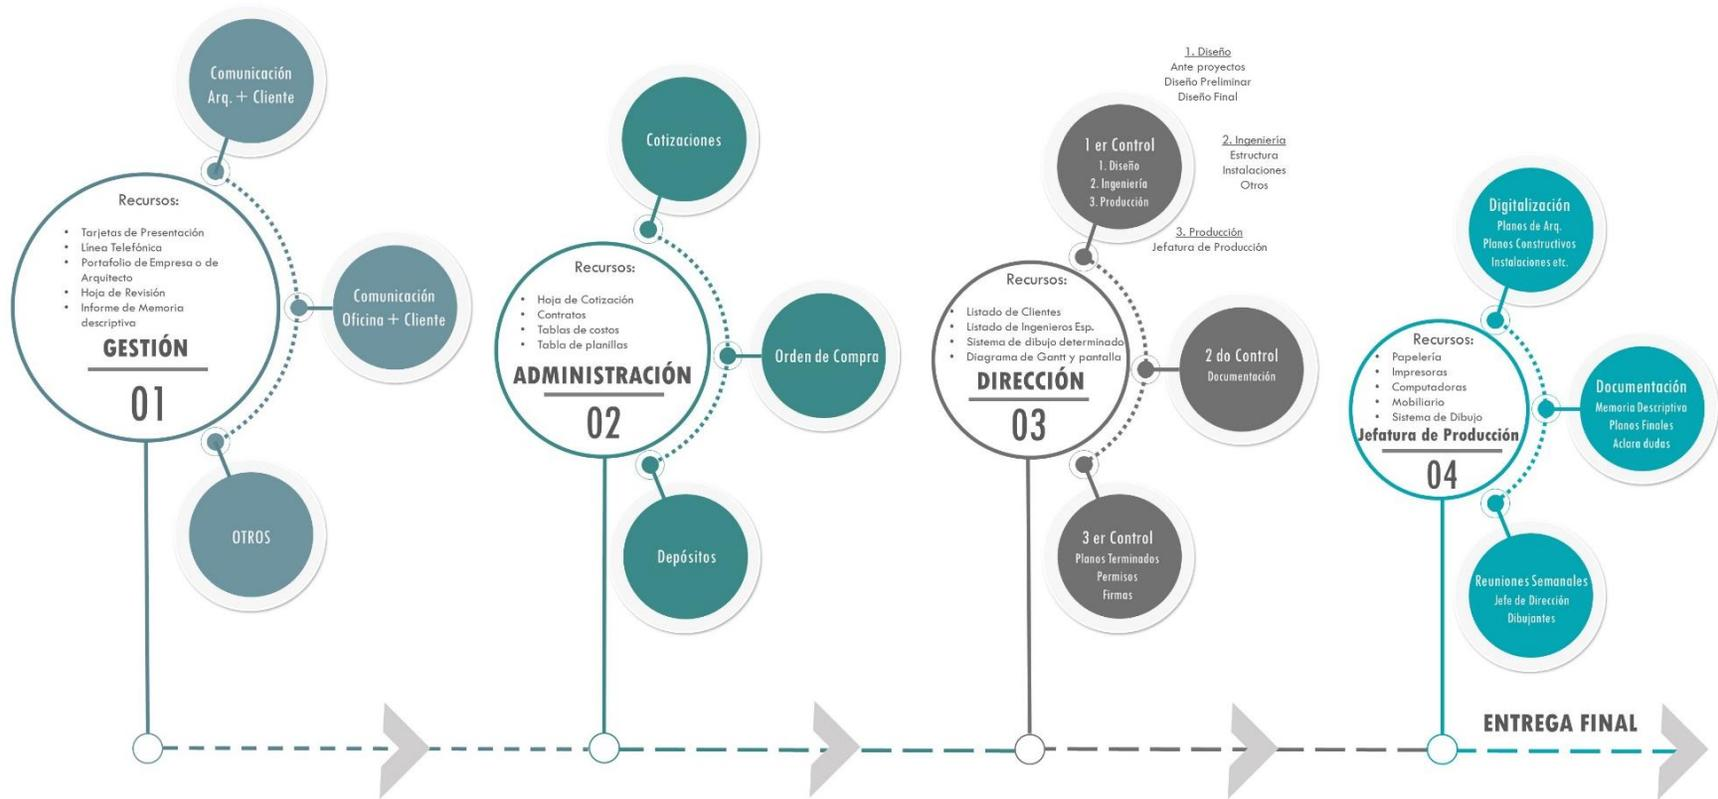 Comunicación
Arq. + Cliente
Recursos:
• Tarjetas de Presentación
• Línea Telefónica
• Portafolio de Empresa o de
Arquitecto
• Hoja de Revisión
• Informe de Memoria
descriptiva
GESTIÓN
01
Comunicación
Oficina + Cliente
OTROS
Cotizaciones
Recursos:
• Hoja de Cotización
• Contratos
• Tablas de costos
• Tabla de planillas
ADMINISTRACIÓN
02
Orden de Compra
Depósitos
1 er Control
1. Diseño
2. Ingeniería
3. Producción
1. Diseño
Ante proyectos
Diseño Preliminar
Diseño Final
2. Ingeniería
Estructura
Instalaciones
Otros
3. Producción
Jefatura de Producción
Recursos:
• Listado de Clientes
• Listado de Ingenieros Esp.
• Sistema de dibujo determinado
• Diagrama de Gantt y pantalla
DIRECCIÓN
03
2 do Control
Documentación
3 er Control
Planos Terminados
Permisos
Firmas
Digitalización
Planos de Arq.
Planos Constructivos
Instalaciones etc.
Recursos:
• Papelería
• Impresoras
• Computadoras
• Mobiliario
• Sistema de Dibujo
Jefatura de Producción
04
Documentación
Memoria Descriptiva
Planos Finales
Aclara dudas
Reuniones Semanales
Jefe de Dirección
Dibujantes
ENTREGA FINAL